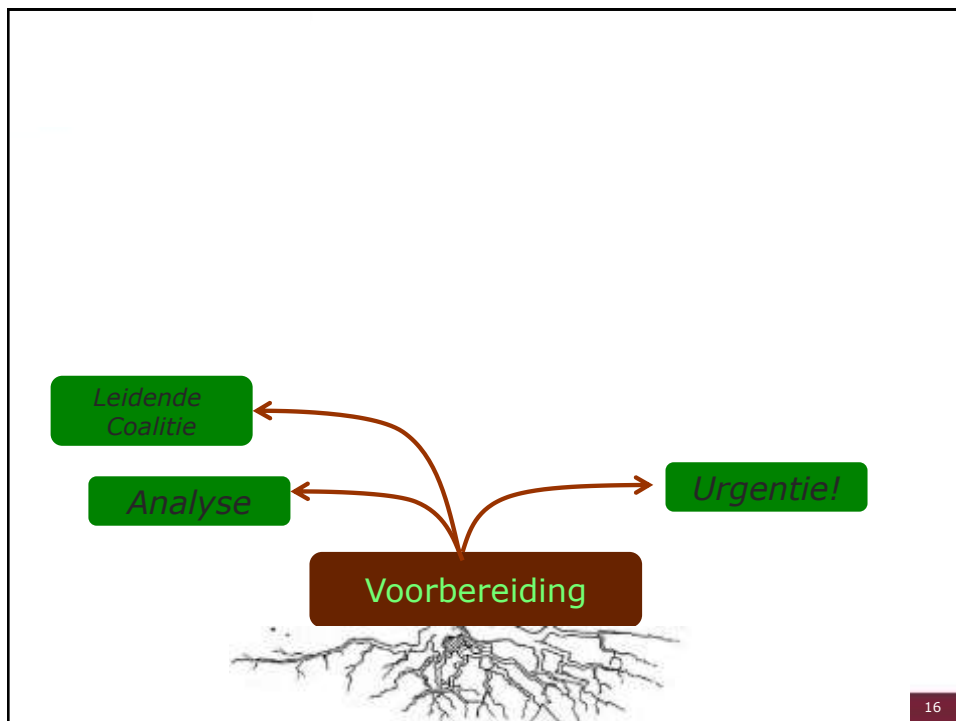 Leidende
Coalitie
Analyse
Urgentie!
Voorbereiding
16